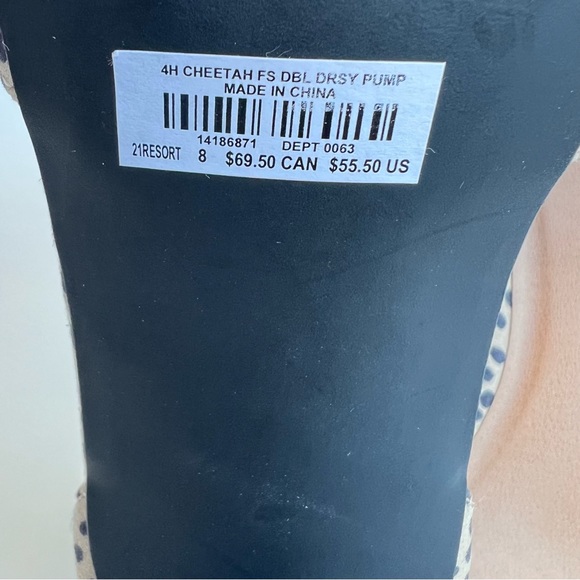 4H CHEETAH FS DBL DRSY PUMP
MADE IN CHINA
14186871 DEPT 0063
21RESORT 8 $69.50 CAN $55.50 US